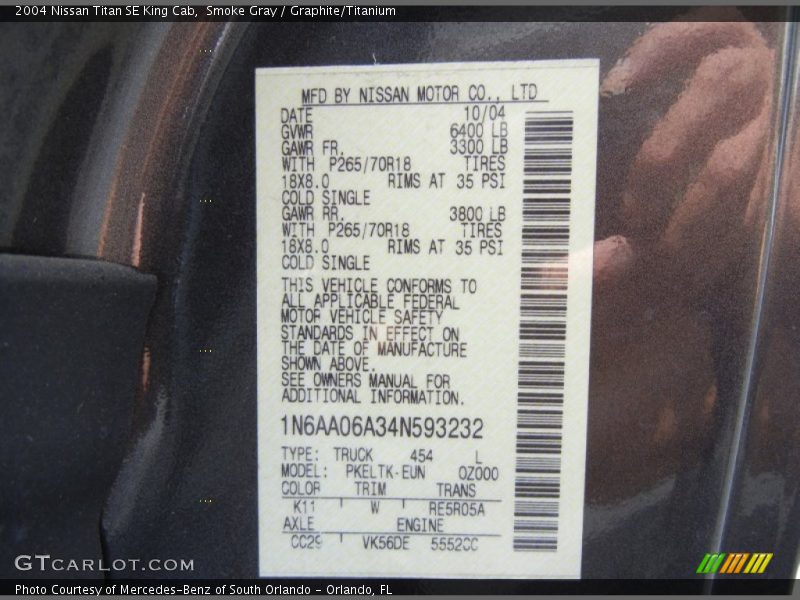 2004 Nissan Titan SE King Cab,  Smoke Gray / Graphite/Titanium
MFD BY NISSAN MOTOR CO., LTD
DATE 10/04
GVWR 6400 LB
GAWR FR. 3300 LB
WITH P265/70R18 TIRES
18X8.0 RIMS AT 35 PSI
COLD SINGLE
GAWR RR. 3800 LB
WITH P265/70R18 TIRES
18X8.0 RIMS AT 35 PSI
COLD SINGLE
THIS VEHICLE CONFORMS TO
ALL APPLICABLE FEDERAL
MOTOR VEHICLE SAFETY
STANDARDS IN EFFECT ON
THE DATE OF MANUFACTURE
SHOWN ABOVE.
SEE OWNERS MANUAL FOR
ADDITIONAL INFORMATION.
1N6AA06A34N593232
TYPE: TRUCK 454 L
MODEL: PKELTK-EUN 0Z000
COLOR TRIM TRANS
K11 W RE5R05A
AXLE ENGINE
CC29 VK56DE 5552CC
GTCARLOT.COM
Photo Courtesy of Mercedes-Benz of South Orlando - Orlando, FL